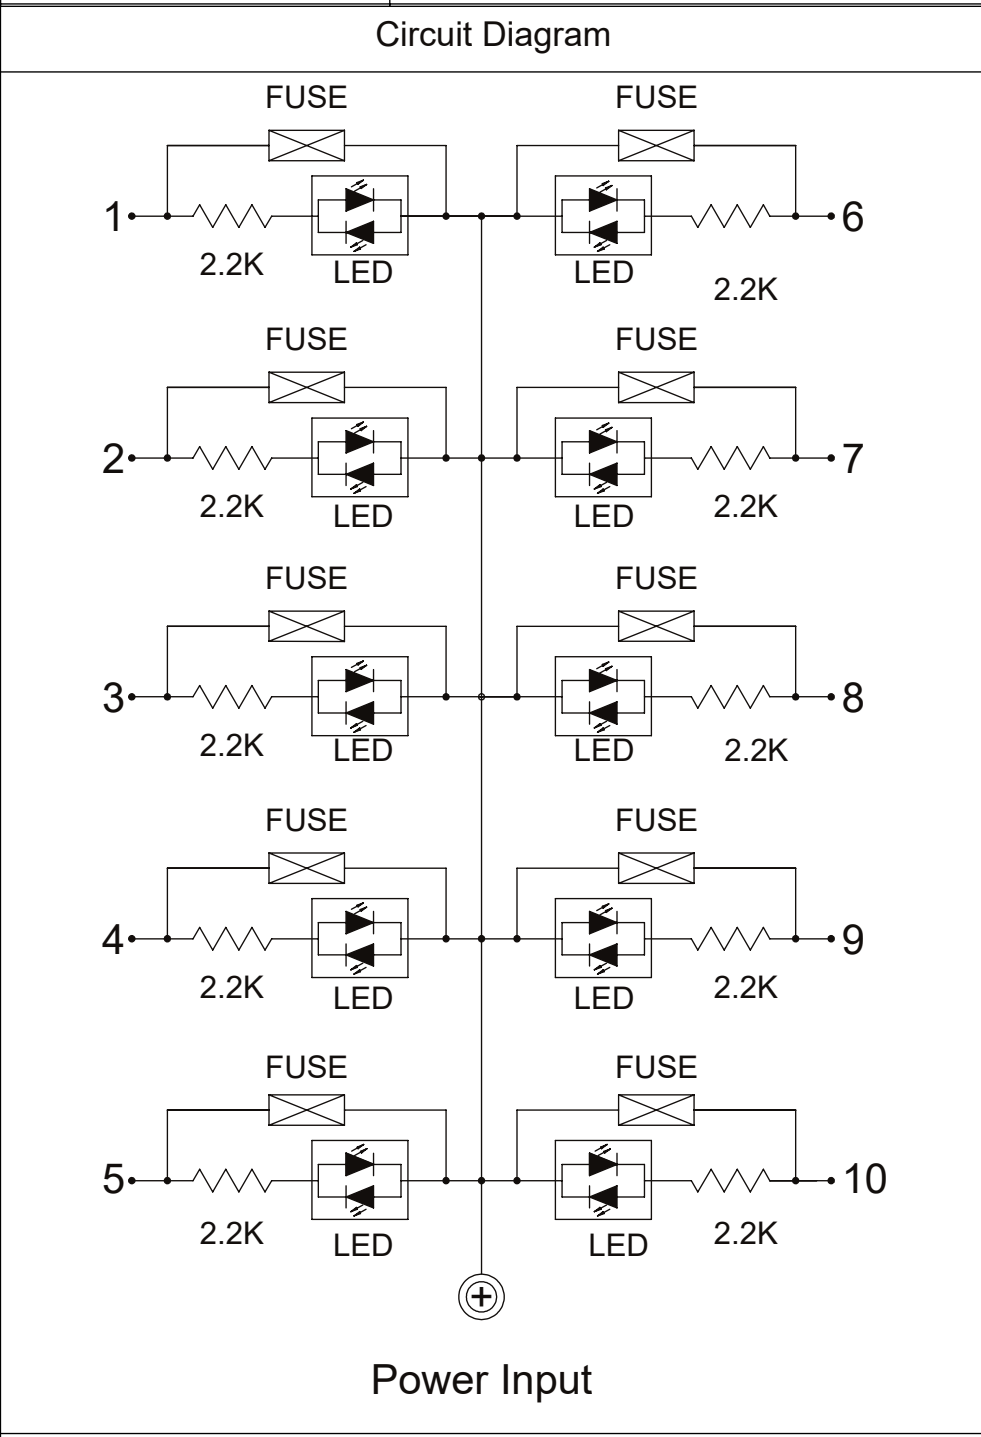 Circuit Diagram
FUSE FUSE
1 6
2.2K LED LED 2.2K
FUSE FUSE
2 7
2.2K LED LED 2.2K
FUSE FUSE
3 8
2.2K LED LED 2.2K
FUSE FUSE
4 9
2.2K LED LED 2.2K
FUSE FUSE
5 10
2.2K LED LED 2.2K
+
Power Input